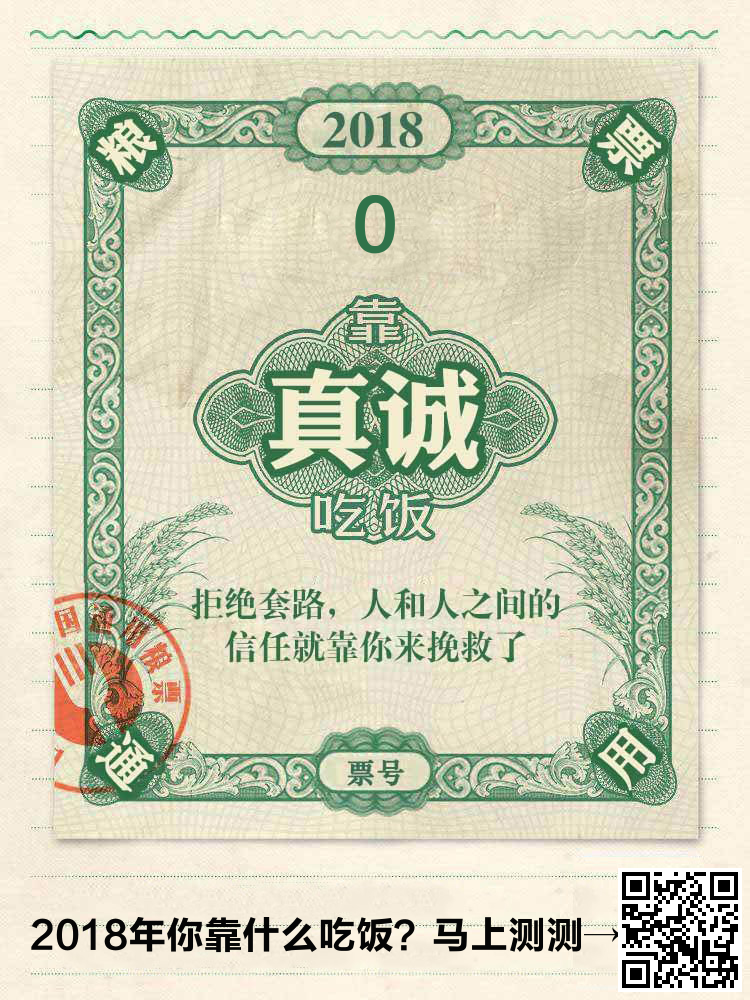 2018
粮 票
0
靠
真诚
吃饭
拒绝套路，人和人之间的
信任就靠你来挽救了
粮票
通 用
票号
2018年你靠什么吃饭？马上测测→